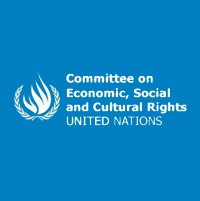 Committee on
Economic, Social
and Cultural Rights
UNITED NATIONS